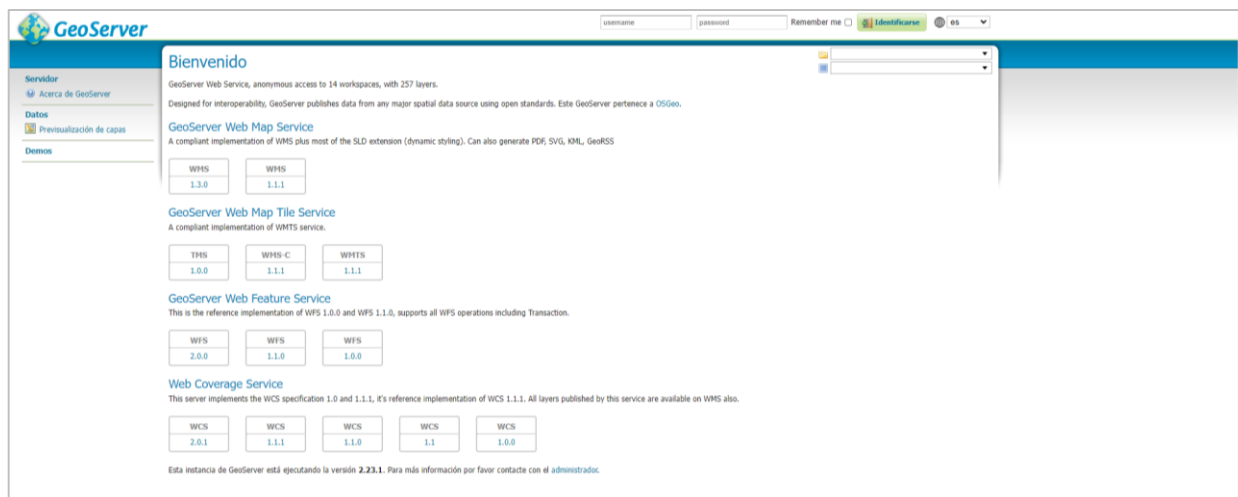 GeoServer
username
password
Remember me
Identificarse
es
Servidor
Acerca de GeoServer
Datos
Previsualización de capas
Demos
Bienvenido
GeoServer Web Service, anonymous access to 14 workspaces, with 257 layers.
Designed for interoperability, GeoServer publishes data from any major spatial data source using open standards. Este GeoServer pertenece a OSGeo.
GeoServer Web Map Service
A compliant implementation of WMS plus most of the SLD extension (dynamic styling). Can also generate PDF, SVG, KML, GeoRSS
WMS WMS
1.3.0 1.1.1
GeoServer Web Map Tile Service
A compliant implementation of WMTS service.
TMS WMS-C WMTS
1.0.0 1.1.1 1.1.1
GeoServer Web Feature Service
This is the reference implementation of WFS 1.0.0 and WFS 1.1.0, supports all WFS operations including Transaction.
WFS WFS WFS
2.0.0 1.1.0 1.0.0
Web Coverage Service
This server implements the WCS specification 1.0 and 1.1.1, it's reference implementation of WCS 1.1.1. All layers published by this service are available on WMS also.
WCS WCS WCS WCS WCS
2.0.1 1.1.1 1.1.0 1.1 1.0.0
Esta instancia de GeoServer está ejecutando la versión 2.23.1. Para más información por favor contacte con el administrador.